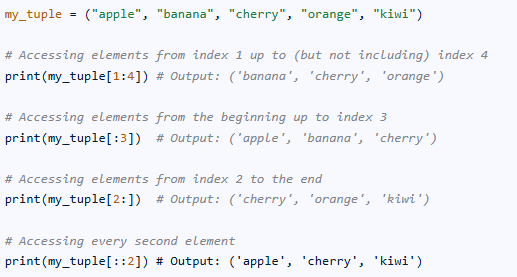 my_tuple = ("apple", "banana", "cherry", "orange", "kiwi")
# Accessing elements from index 1 up to (but not including) index 4
print(my_tuple[1:4]) # Output: ('banana', 'cherry', 'orange')
# Accessing elements from the beginning up to index 3
print(my_tuple[:3])  # Output: ('apple', 'banana', 'cherry')
# Accessing elements from index 2 to the end
print(my_tuple[2:])  # Output: ('cherry', 'orange', 'kiwi')
# Accessing every second element
print(my_tuple[::2]) # Output: ('apple', 'cherry', 'kiwi')